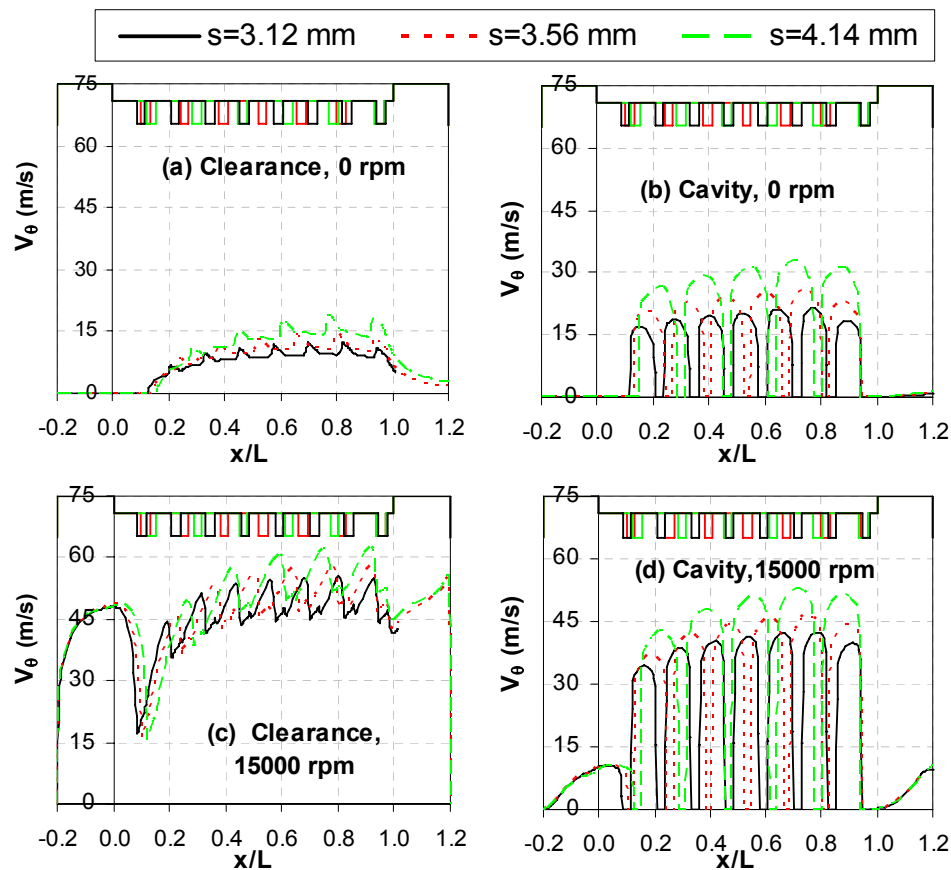 s=3.12 mm s=3.56 mm s=4.14 mm
75
60
45
30
15
0
Vθ (m/s)
(a) Clearance, 0 rpm
-0.2 0.0 0.2 0.4 0.6 0.8 1.0 1.2
x/L
75
60
45
30
15
0
Vθ (m/s)
(b) Cavity, 0 rpm
-0.2 0.0 0.2 0.4 0.6 0.8 1.0 1.2
x/L
75
60
45
30
15
0
Vθ (m/s)
(c) Clearance,
15000 rpm
-0.2 0.0 0.2 0.4 0.6 0.8 1.0 1.2
x/L
75
60
45
30
15
0
Vθ (m/s)
(d) Cavity,15000 rpm
-0.2 0.0 0.2 0.4 0.6 0.8 1.0 1.2
x/L